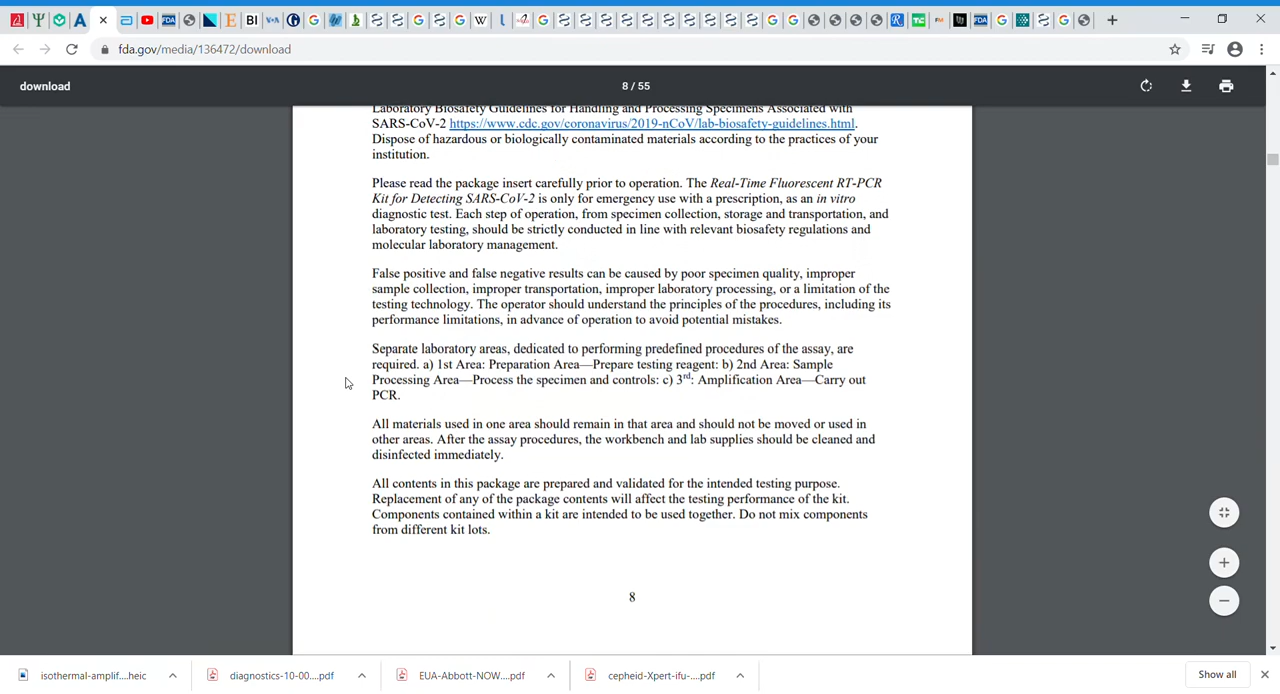 fda.gov/media/136472/download
download
8 / 55
Laboratory Biosafety Guidelines for Handling and Processing Specimens Associated with
SARS-CoV-2 https://www.cdc.gov/coronavirus/2019-nCoV/lab-biosafety-guidelines.html.
Dispose of hazardous or biologically contaminated materials according to the practices of your
institution.
Please read the package insert carefully prior to operation. The Real-Time Fluorescent RT-PCR
Kit for Detecting SARS-CoV-2 is only for emergency use with a prescription, as an in vitro
diagnostic test. Each step of operation, from specimen collection, storage and transportation, and
laboratory testing, should be strictly conducted in line with relevant biosafety regulations and
molecular laboratory management.
False positive and false negative results can be caused by poor specimen quality, improper
sample collection, improper transportation, improper laboratory processing, or a limitation of the
testing technology. The operator should understand the principles of the procedures, including its
performance limitations, in advance of operation to avoid potential mistakes.
Separate laboratory areas, dedicated to performing predefined procedures of the assay, are
required. a) 1st Area: Preparation Area—Prepare testing reagent: b) 2nd Area: Sample
Processing Area—Process the specimen and controls: c) 3rd: Amplification Area—Carry out
PCR.
All materials used in one area should remain in that area and should not be moved or used in
other areas. After the assay procedures, the workbench and lab supplies should be cleaned and
disinfected immediately.
All contents in this package are prepared and validated for the intended testing purpose.
Replacement of any of the package contents will affect the testing performance of the kit.
Components contained within a kit are intended to be used together. Do not mix components
from different kit lots.
8
isothermal-amplif....heic
diagnostics-10-00....pdf
EUA-Abbott-NOW....pdf
cepheid-Xpert-ifu-....pdf
Show all